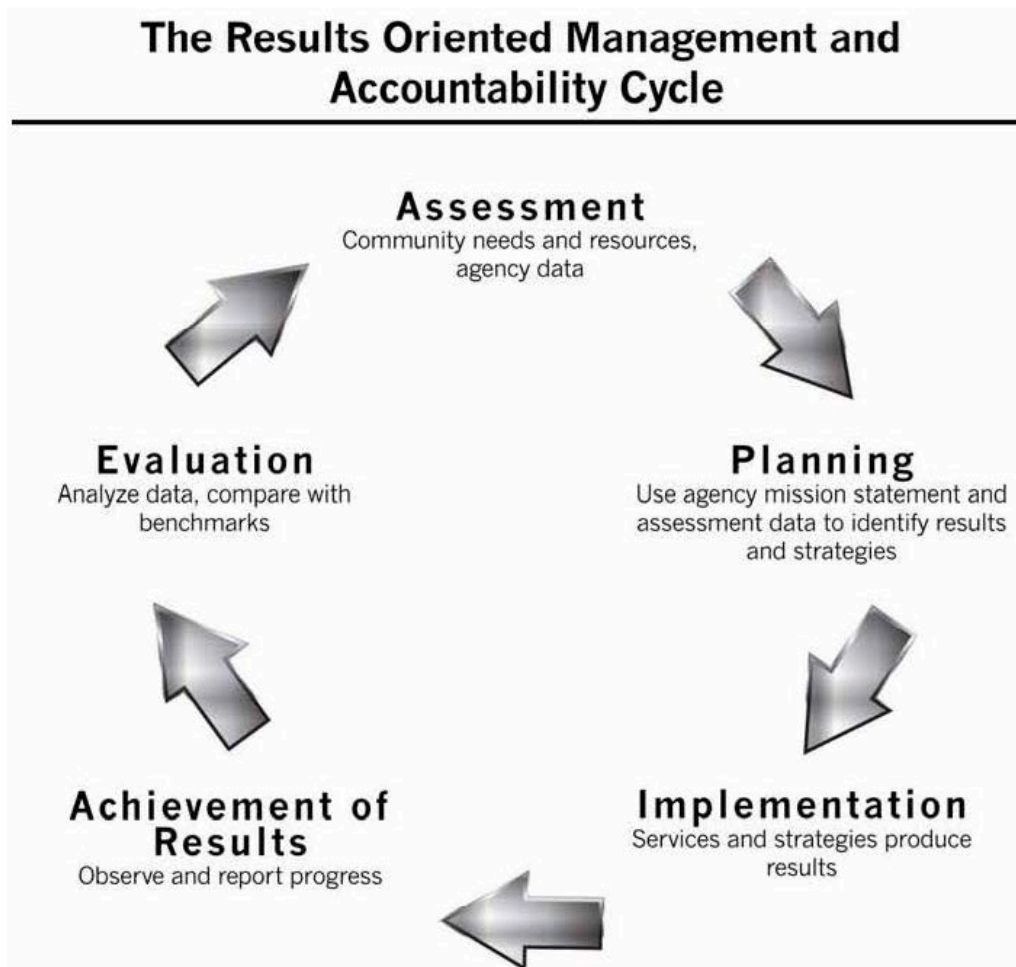 The Results Oriented Management and
Accountability Cycle
Assessment
Community needs and resources,
agency data
Planning
Use agency mission statement and
assessment data to identify results
and strategies
Implementation
Services and strategies produce
results
Achievement of
Results
Observe and report progress
Evaluation
Analyze data, compare with
benchmarks